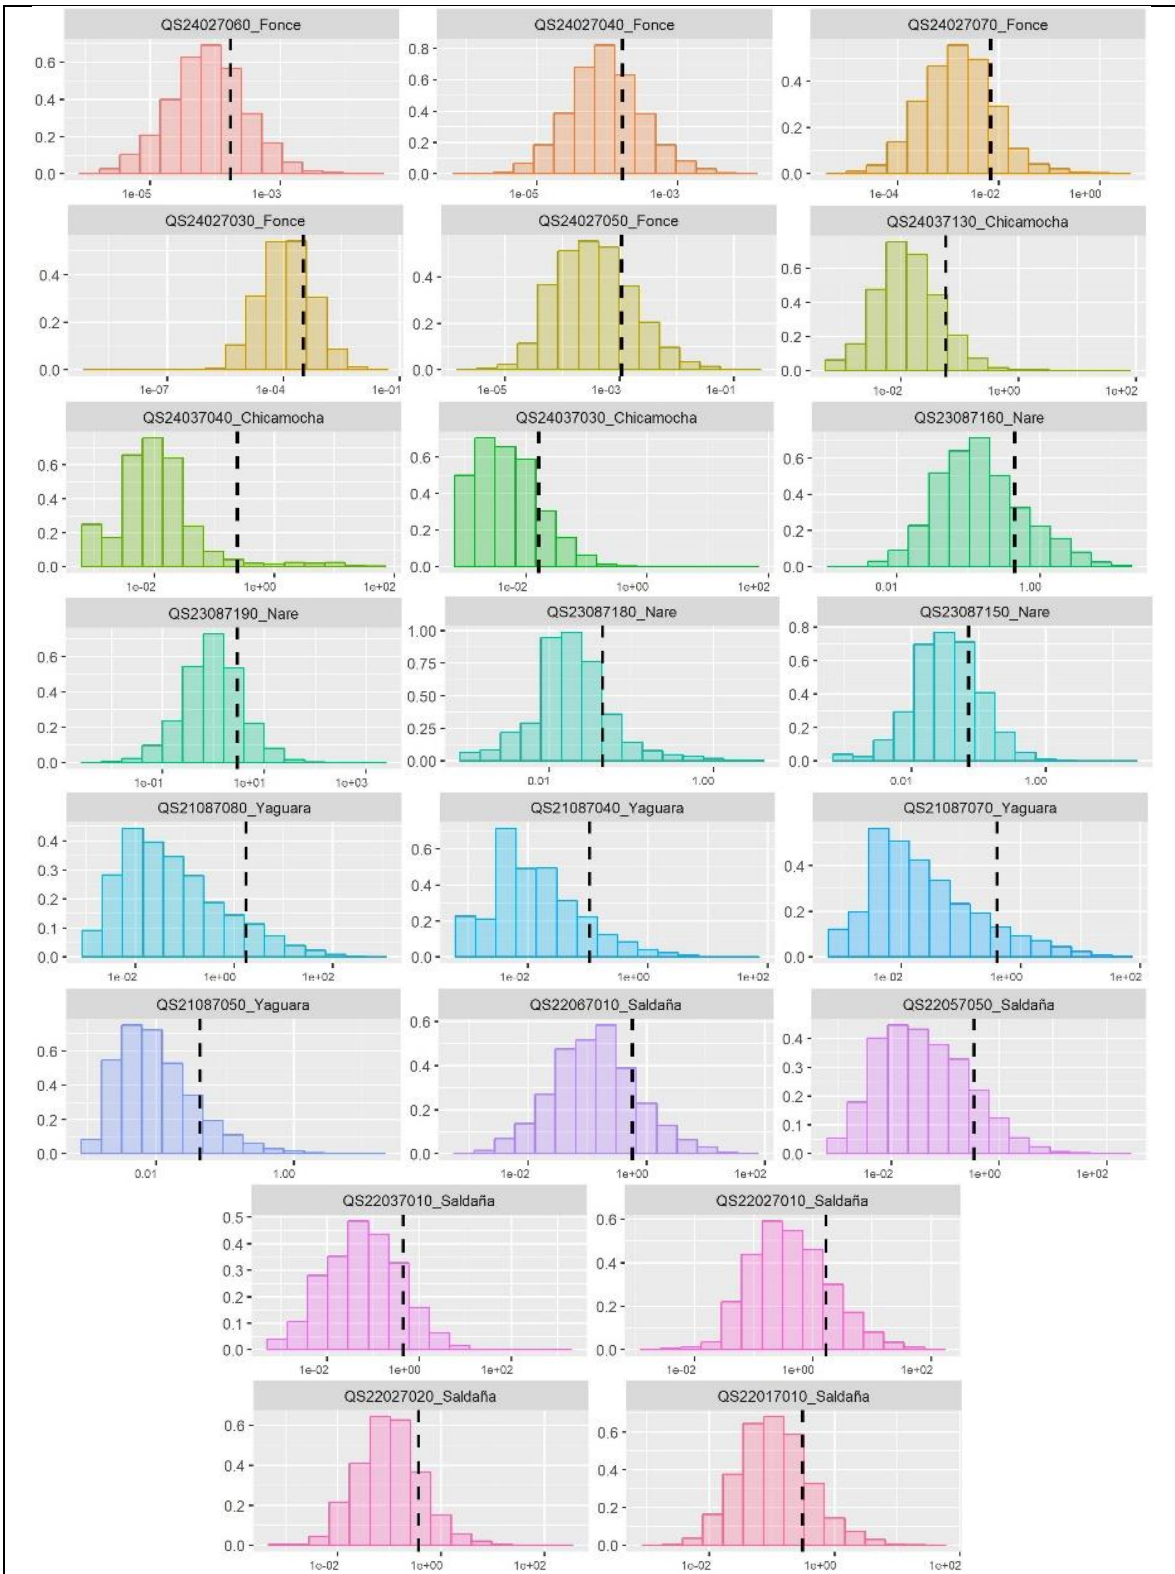 QS24027060_Fonce QS24027040_Fonce QS24027070_Fonce
0.6 0.8
0.4 0.6 0.4
0.2 0.4 0.2
0.0 0.2 0.0
0.0
1e-05 1e-03 1e-05 1e-03 1e-04 1e-02 1e+00
QS24027030_Fonce QS24027050_Fonce QS24037130_Chicamocha
0.4 0.4 0.6
0.2 0.2 0.4
0.0 0.0 0.2
0.0
1e-07 1e-04 1e-01 1e-05 1e-03 1e-01 1e-02 1e+00 1e+02
QS24037040_Chicamocha QS24037030_Chicamocha QS23087160_Nare
0.6 0.6 0.6
0.4 0.4 0.4
0.2 0.2 0.2
0.0 0.0 0.0
1e-02 1e+00 1e+02 1e-02 1e+00 1e+02 0.01 1.00
QS23087190_Nare QS23087180_Nare QS23087150_Nare
0.6 1.00 0.8
0.4 0.75 0.6
0.2 0.50 0.4
0.0 0.25 0.2
0.00 0.0
1e-01 1e+01 1e+03 0.01 1.00 0.01 1.00
QS21087080_Yaguara QS21087040_Yaguara QS21087070_Yaguara
0.4 0.6 0.4
0.3 0.4 0.2
0.2 0.2 0.0
0.1 0.0
0.0
1e-02 1e+00 1e+02 1e-02 1e+00 1e+02 1e-02 1e+00 1e+02
QS21087050_Yaguara QS22067010_Saldaña QS22057050_Saldaña
0.6 0.6 0.4
0.4 0.4 0.3
0.2 0.2 0.2
0.0 0.0 0.1
0.0
0.01 1.00 1e-02 1e+00 1e+02 1e-02 1e+00 1e+02
QS22037010_Saldaña QS22027010_Saldaña
0.5 0.6
0.4 0.4
0.3 0.2
0.2 0.0
0.1
0.0
1e-02 1e+00 1e+02 1e-02 1e+00 1e+02
QS22027020_Saldaña QS22017010_Saldaña
0.6 0.6
0.4 0.4
0.2 0.2
0.0 0.0
1e-02 1e+00 1e+02 1e-02 1e+00 1e+02